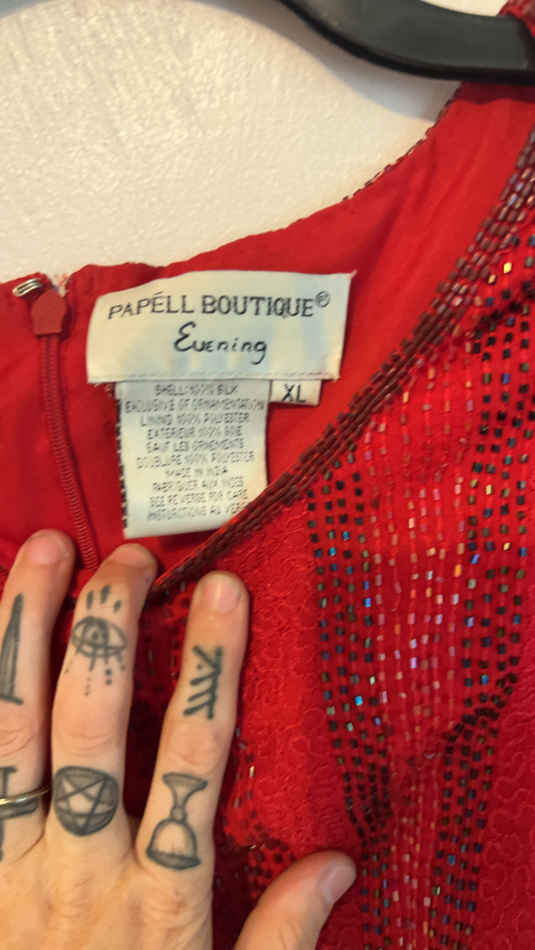 PAPÉLL BOUTIQUE®
Evening
XL
SHELL: 100% SILK
EXCLUSIVE OF ORNAMENTATION
LINING 100% POLYESTER
EXTERIEUR 100% SOIE
SAUF LES ORNEMENTS
DOUBLURE 100% POLYESTER
MADE IN INDIA
FABRIQUER AUX INDES
SEE REVERSE FOR CARE
INSTRUCTIONS AU VERSO